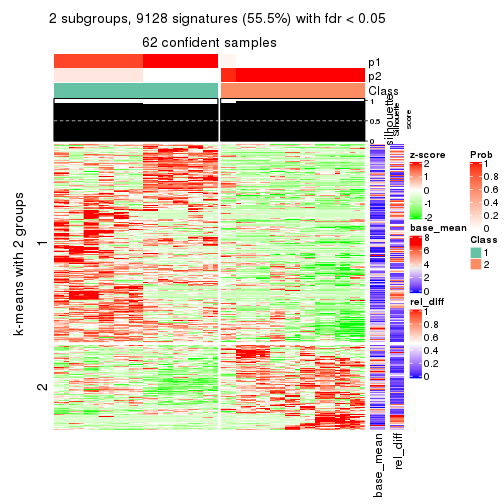 2 subgroups, 9128 signatures (55.5%) with fdr < 0.05
62 confident samples
p1
p2
Class
1
0.5
0
silhouette
Silhouette
score
k-means with 2 groups
1
2
base_mean
rel_diff
z-score
2
1
0
-1
-2
base_mean
8
6
4
2
0
rel_diff
1
0.8
0.6
0.4
0.2
0
Prob
1
0.8
0.6
0.4
0.2
0
Class
1
2